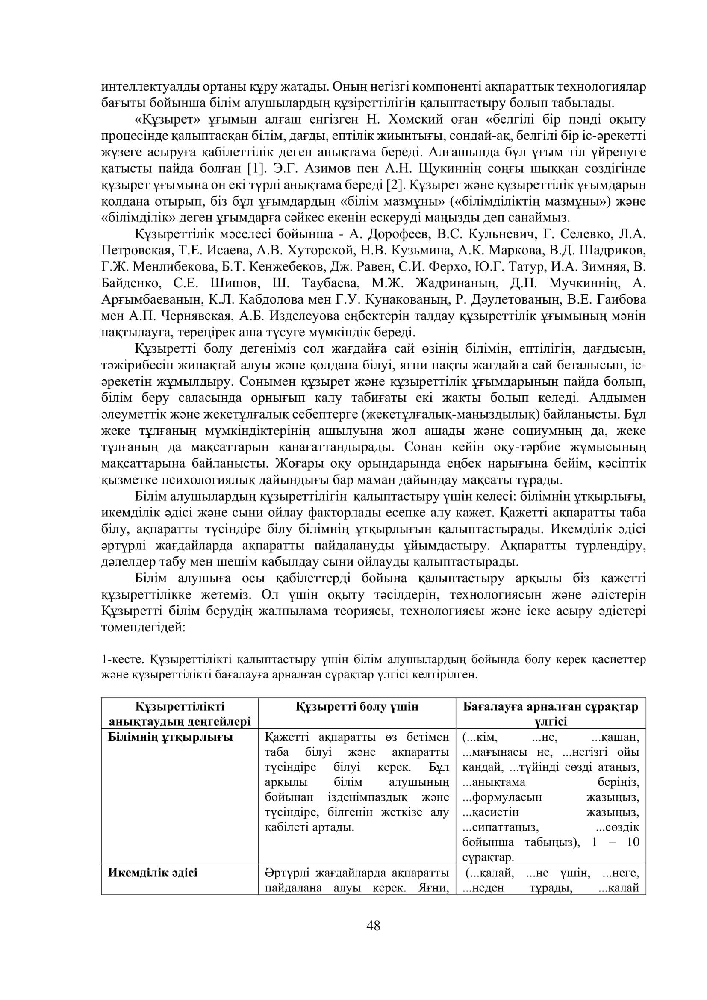 интеллектуалды ортаны құру жатады. Оның негізгі компоненті ақпараттық технологиялар
бағыты бойынша білім алушылардың құзіреттілігін қалыптастыру болып табылады.
«Құзырет» ұғымын алғаш енгізген Н. Хомский оған «белгілі бір пәнді оқыту
процесінде қалыптасқан білім, дағды, ептілік жиынтығы, сондай-ақ, белгілі бір іс-әрекетті
жүзеге асыруға қабілеттілік деген анықтама береді. Алғашында бұл ұғым тіл үйренуге
қатысты пайда болған [1]. Э.Г. Азимов пен А.Н. Щукиннің соңғы шыққан сөздігінде
құзырет ұғымына он екі түрлі анықтама береді [2]. Құзырет және құзыреттілік ұғымдарын
қолдана отырып, біз бұл ұғымдардың «білім мазмұны» («білімділіктің мазмұны») және
«білімділік» деген ұғымдарға сәйкес екенін ескеруді маңызды деп санаймыз.
Құзыреттілік мәселесі бойынша - А. Дорофеев, В.С. Кульневич, Г. Селевко, Л.А.
Петровская, Т.Е. Исаева, А.В. Хуторской, Н.В. Кузьмина, А.К. Маркова, В.Д. Шадриков,
Г.Ж. Менлибекова, Б.Т. Кенжебеков, Дж. Равен, С.И. Ферхо, Ю.Г. Татур, И.А. Зимняя, В.
Байденко, С.Е. Шишов, Ш. Таубаева, М.Ж. Жадринаның, Д.П. Мучкиннің, А.
Арғымбаеваның, К.Л. Кабдолова мен Г.У. Кунакованың, Р. Дәулетованың, В.Е. Гаибова
мен А.П. Чернявская, А.Б. Изделеуова еңбектерін талдау құзыреттілік ұғымының мәнін
нақтылауға, тереңірек аша түсуге мүмкіндік береді.
Құзыретті болу дегеніміз сол жағдайға сай өзінің білімін, ептілігін, дағдысын,
тәжірибесін жинақтай алуы және қолдана білуі, яғни нақты жағдайға сай беталысын, іс-
әрекетін жұмылдыру. Сонымен құзырет және құзыреттілік ұғымдарының пайда болып,
білім беру саласында орнығып қалу табиғаты екі жақты болып келеді. Алдымен
әлеуметтік және жекетұлғалық себептерге (жекетұлғалық-маңыздылық) байланысты. Бұл
жеке тұлғаның мүмкіндіктерінің ашылуына жол ашады және социумның да, жеке
тұлғаның да мақсаттарын қанағаттандырады. Сонан кейін оқу-тәрбие жұмысының
мақсаттарына байланысты. Жоғары оқу орындарында еңбек нарығына бейім, кәсіптік
қызметке психологиялық дайындығы бар маман дайындау мақсаты тұрады.
Білім алушылардың құзыреттілігін қалыптастыру үшін келесі: білімнің ұтқырлығы,
икемділік әдісі және сыни ойлау факторлады есепке алу қажет. Қажетті ақпаратты таба
білу, ақпаратты түсіндіре білу білімнің ұтқырлығын қалыптастырады. Икемділік әдісі
әртүрлі жағдайларда ақпаратты пайдалануды ұйымдастыру. Ақпаратты түрлендіру,
дәлелдер табу мен шешім қабылдау сыни ойлауды қалыптастырады.
Білім алушыға осы қабілеттерді бойына қалыптастыру арқылы біз қажетті
құзыреттілікке жетеміз. Ол үшін оқыту тәсілдерін, технологиясын және әдістерін
Құзыретті білім берудің жалпылама теориясы, технологиясы және іске асыру әдістері
төмендегідей:
1-кесте. Құзыреттілікті қалыптастыру үшін білім алушылардың бойында болу керек қасиеттер
және құзыреттілікті бағалауға арналған сұрақтар үлгісі келтірілген.
Құзыреттілікті
анықтаудың деңгейлері
Құзыретті болу үшін
Бағалауға арналған сұрақтар
үлгісі
Білімнің ұтқырлығы
Қажетті ақпаратты өз бетімен
таба білуі және ақпаратты
түсіндіре білуі керек. Бұл
арқылы білім алушының
бойынан ізденімпаздық және
түсіндіре, білгенін жеткізе алу
қабілеті артады.
(...кім, ...не, ...қашан,
...мағынасы не, ...негізгі ойы
қандай, ...түйінді сөзді атаңыз,
...анықтама беріңіз,
...формуласын жазыңыз,
...қасиетін жазыңыз,
...сипаттаңыз, ...сөздік
бойынша табыңыз), 1 – 10
сұрақтар.
Икемділік әдісі
Әртүрлі жағдайларда ақпаратты
пайдалана алуы керек. Яғни,
(...қалай, ...не үшін, ...неге,
...неден тұрады, ...қалай
48